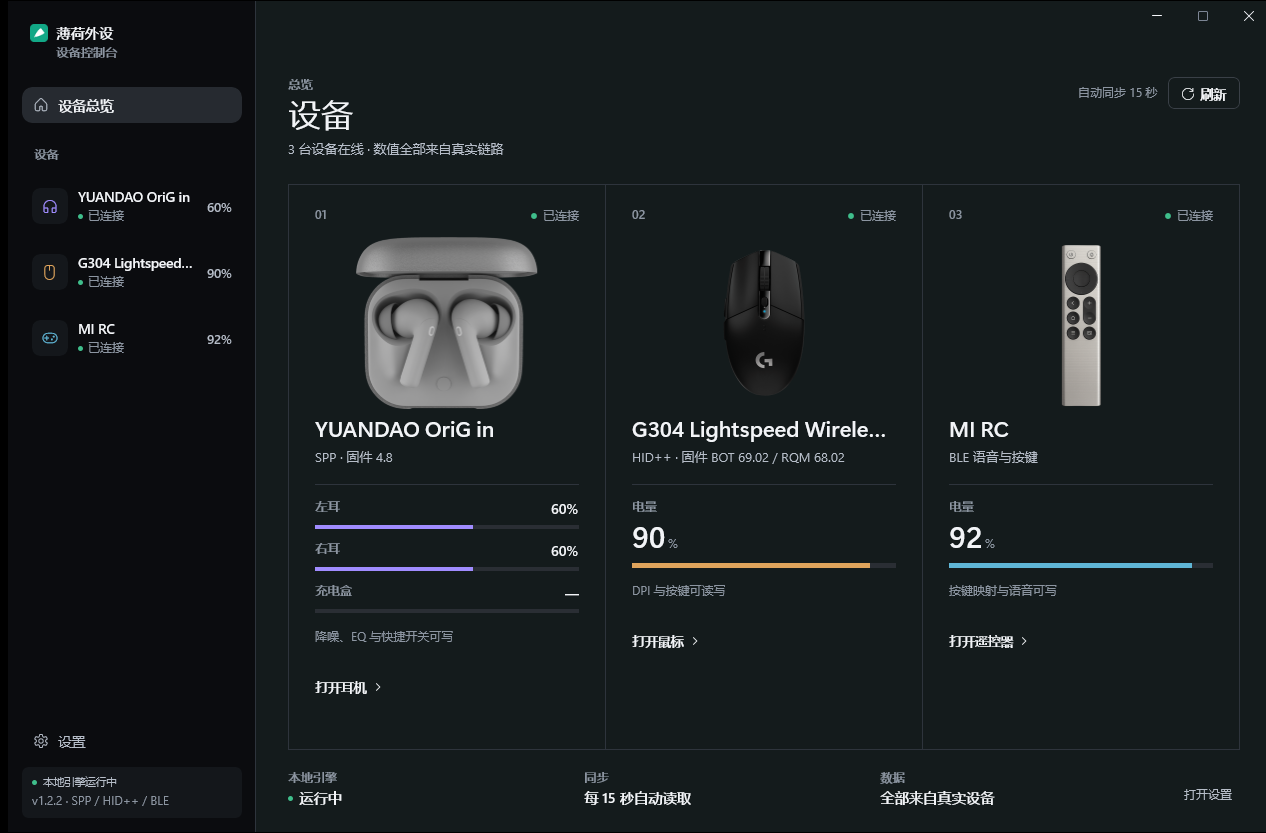 薄荷外设
设备控制台
设备总览
设备
YUANDAO OriG in
已连接
60%
G304 Lightspeed...
已连接
90%
MI RC
已连接
92%
设置
本地引擎运行中
v1.2.2 · SPP / HID++ / BLE
总览
设备
3 台设备在线 · 数值全部来自真实链路
自动同步 15 秒
刷新
01
已连接
YUANDAO OriG in
SPP · 固件 4.8
左耳
60%
右耳
60%
充电盒
—
降噪、EQ 与快捷开关可写
打开耳机
02
已连接
G304 Lightspeed Wirele...
HID++ · 固件 BOT 69.02 / RQM 68.02
电量
90%
DPI 与按键可读写
打开鼠标
03
已连接
MI RC
BLE 语音与按键
电量
92%
按键映射与语音可写
打开遥控器
本地引擎
运行中
同步
每 15 秒自动读取
数据
全部来自真实设备
打开设置